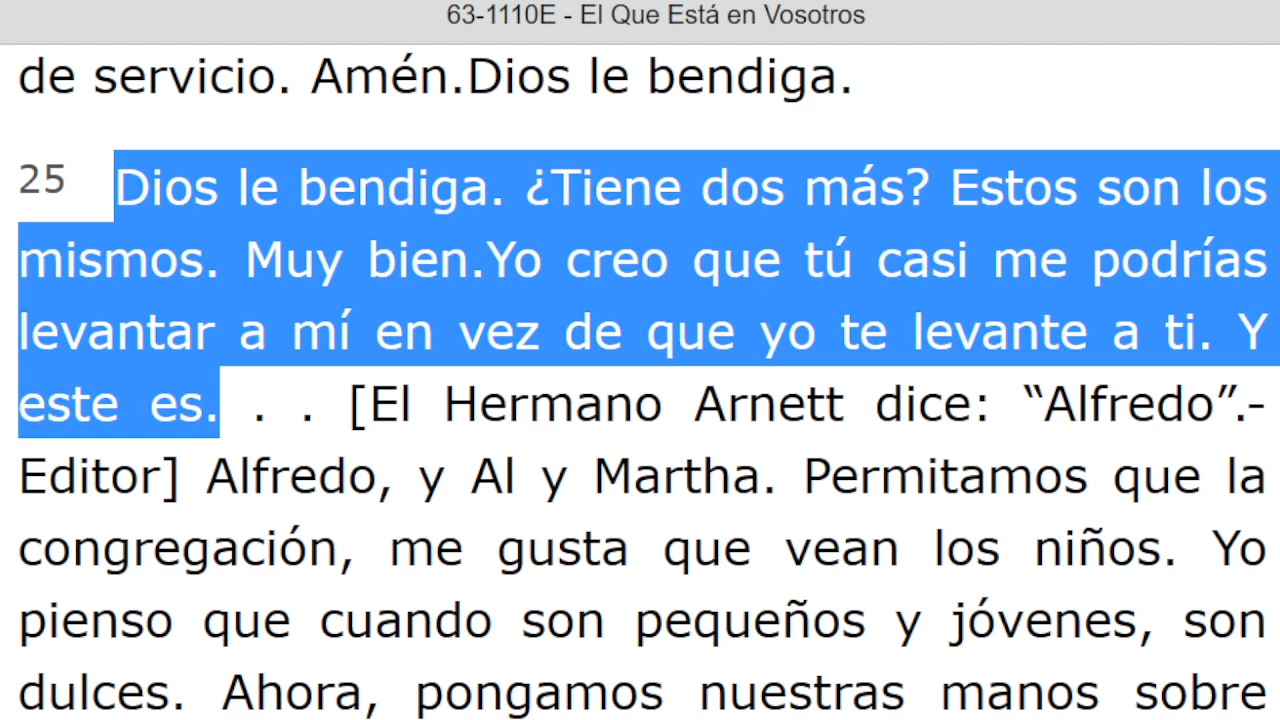 63-1110E - El Que Está en Vosotros
de servicio. Amén.Dios le bendiga.
25 Dios le bendiga. ¿Tiene dos más? Estos son los
mismos. Muy bien.Yo creo que tú casi me podrías
levantar a mí en vez de que yo te levante a ti. Y
este es. . . [El Hermano Arnett dice: “Alfredo”.-
Editor] Alfredo, y Al y Martha. Permitamos que la
congregación, me gusta que vean los niños. Yo
pienso que cuando son pequeños y jóvenes, son
dulces. Ahora, pongamos nuestras manos sobre